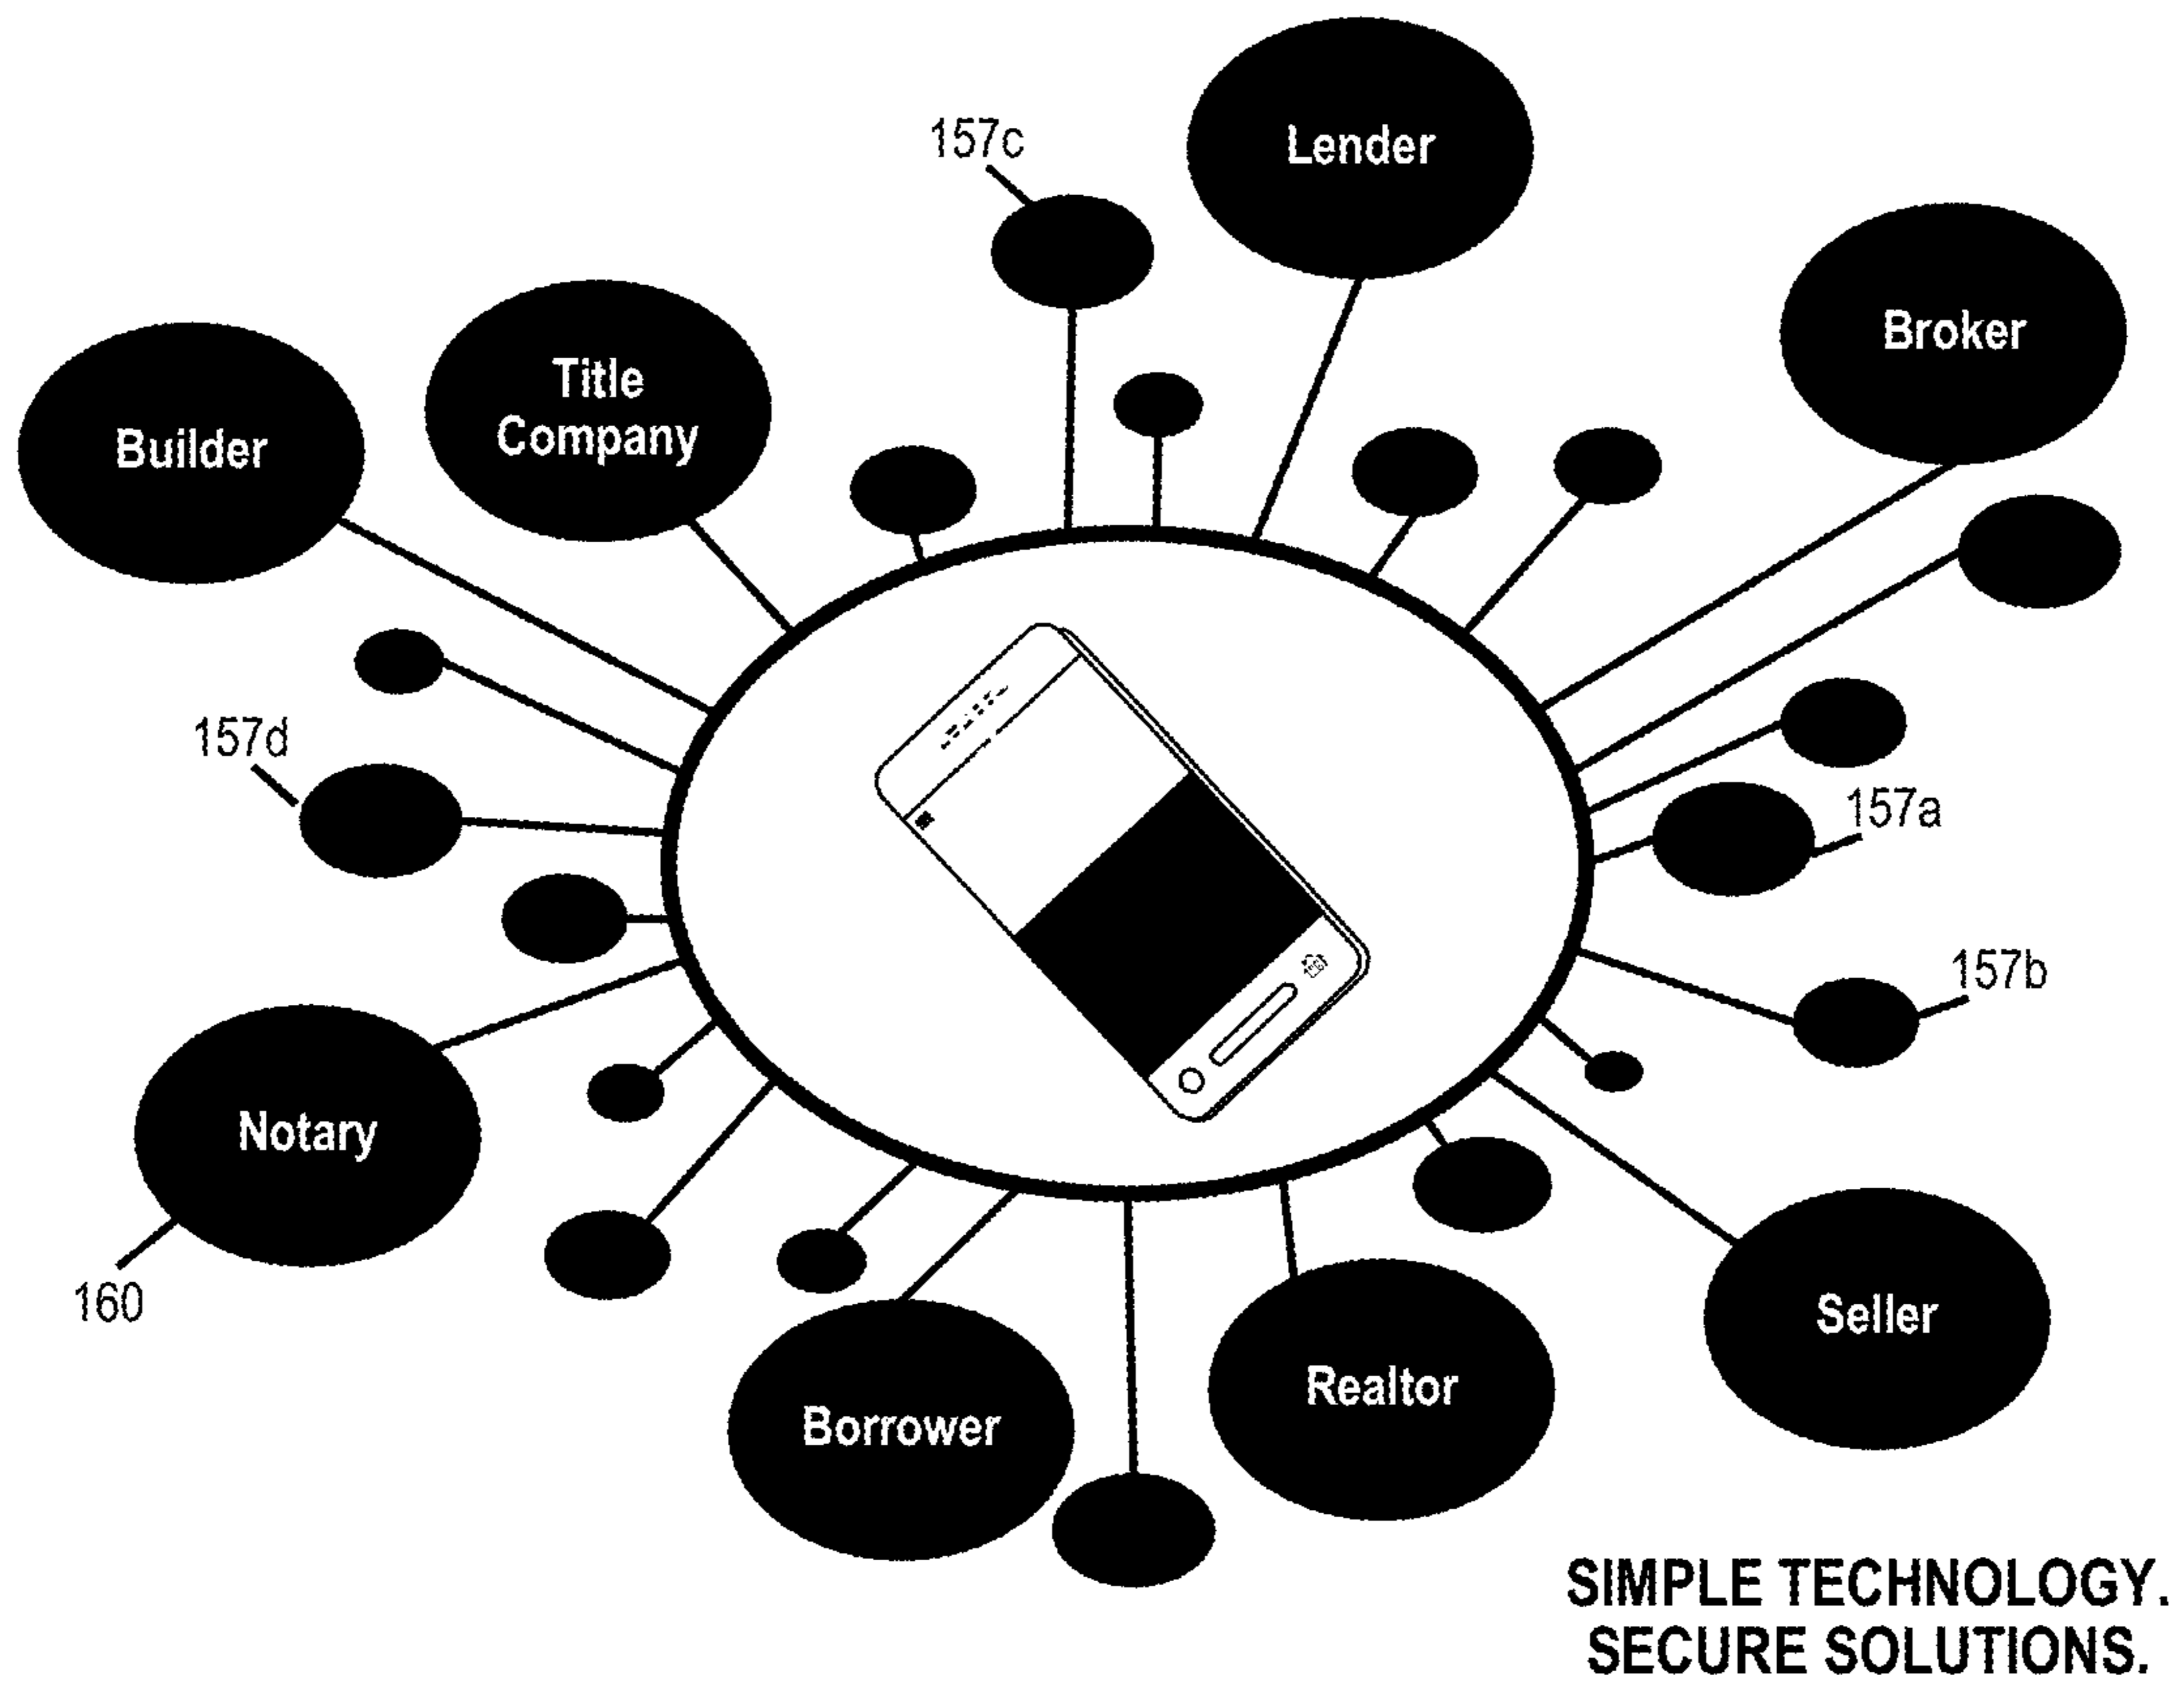 157c
Lender
Broker
Title
Company
Builder
157d
157a
157b
Notary
160
Seller
Realtor
Borrower
SIMPLE TECHNOLOGY.
SECURE SOLUTIONS.